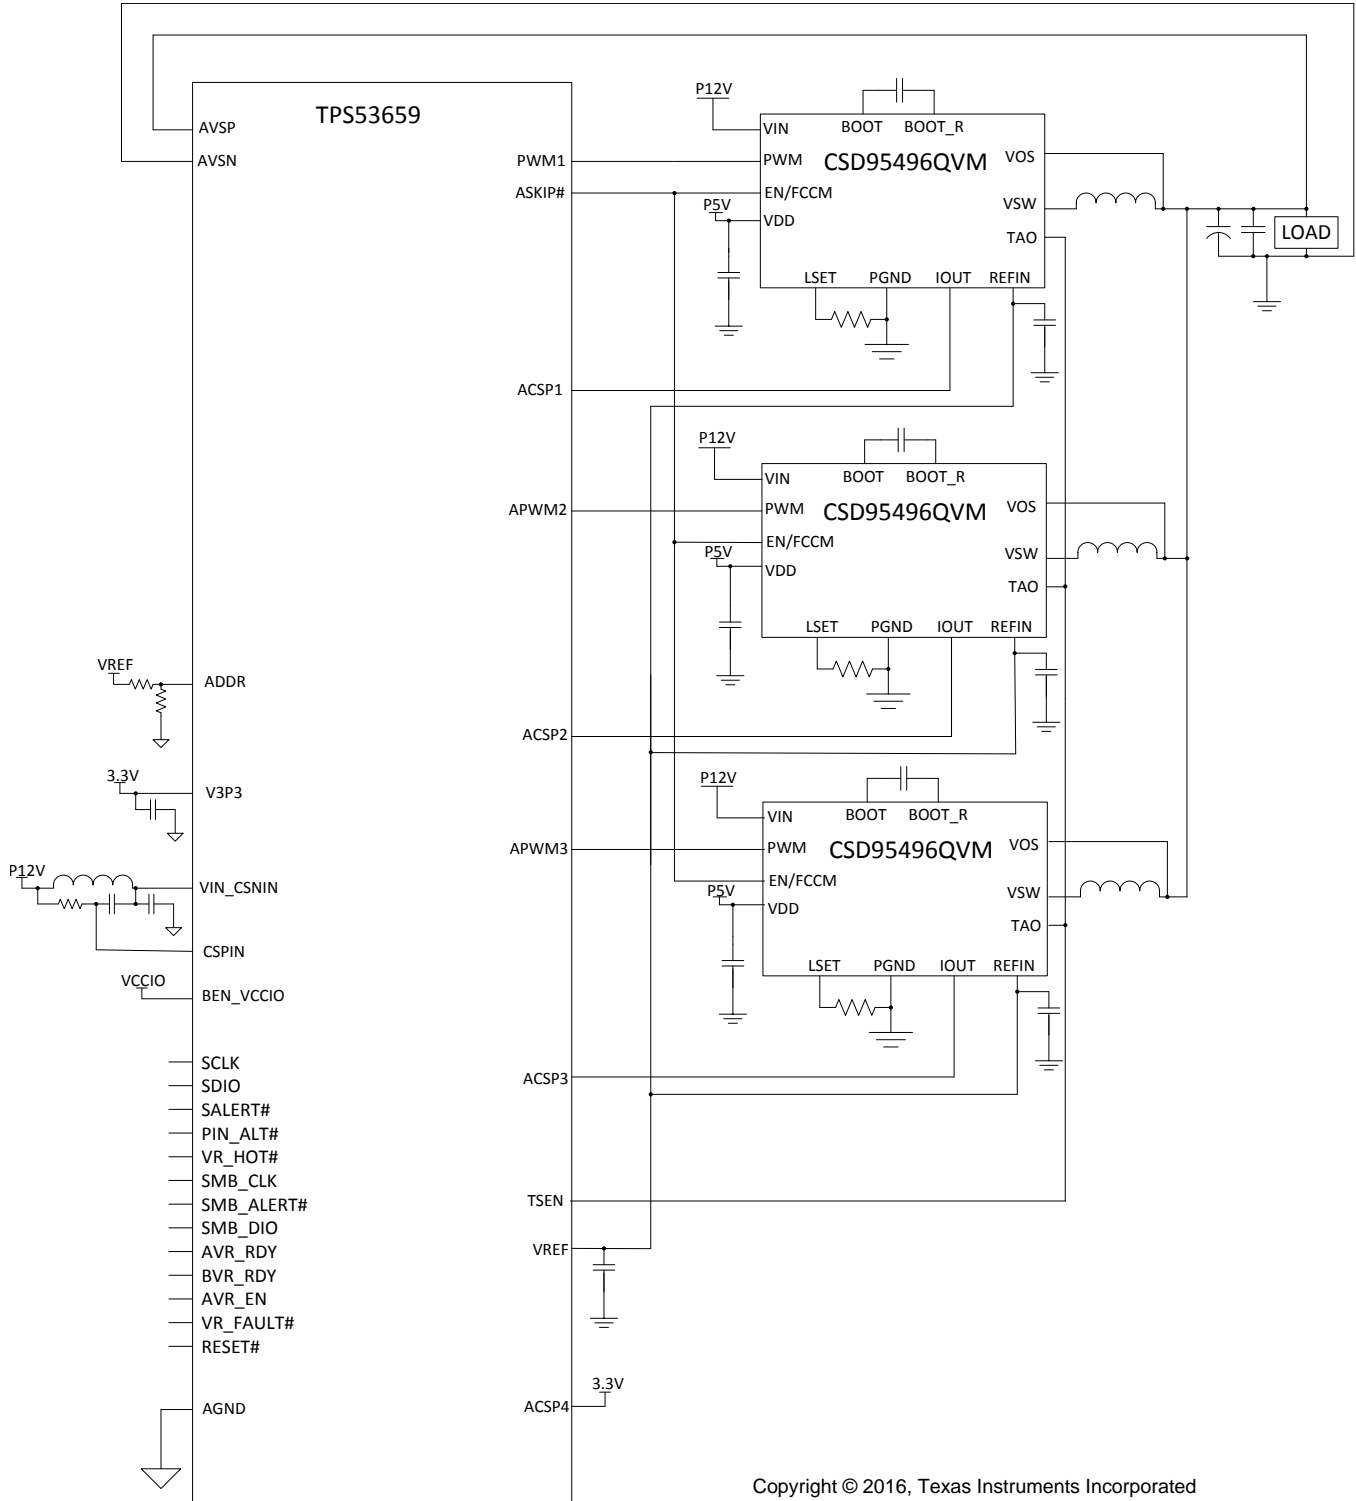 TPS53659
AVSP
AVSN
PWM1
ASKIP#
ACSP1
APWM2
ADDR
VREF
ACSP2
3.3V
V3P3
APWM3
P12V
VIN_CSNIN
CSPIN
VCCIO
BEN_VCCIO
SCLK
SDIO
SALERT#
PIN_ALT#
VR_HOT#
SMB_CLK
SMB_ALERT#
SMB_DIO
AVR_RDY
BVR_RDY
AVR_EN
VR_FAULT#
RESET#
AGND
ACSP3
TSEN
VREF
3.3V
ACSP4
P12V
VIN
BOOT
BOOT_R
PWM
CSD95496QVM
VOS
EN/FCCM
P5V
VDD
VSW
TAO
LSET
PGND
IOUT
REFIN
LOAD
P12V
VIN
BOOT
BOOT_R
PWM
CSD95496QVM
VOS
EN/FCCM
P5V
VDD
VSW
TAO
LSET
PGND
IOUT
REFIN
P12V
VIN
BOOT
BOOT_R
PWM
CSD95496QVM
VOS
EN/FCCM
P5V
VDD
VSW
TAO
LSET
PGND
IOUT
REFIN
Copyright © 2016, Texas Instruments Incorporated